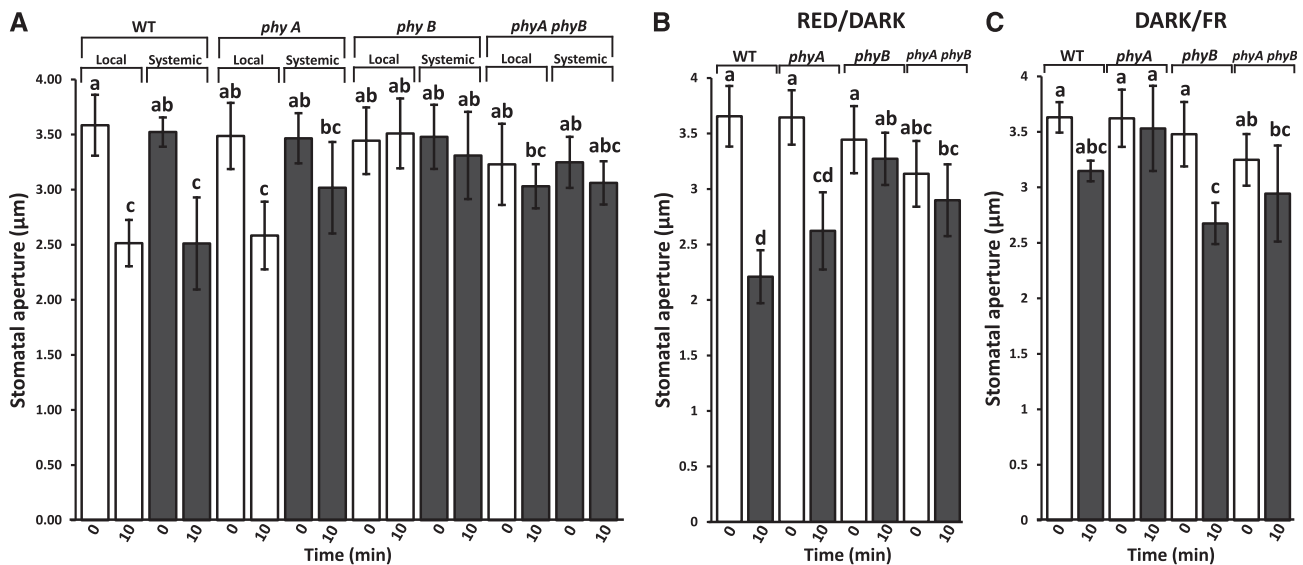 A
WT phy A phy B phyA phyB
Local Systemic Local Systemic Local Systemic Local Systemic
Stomatal aperture (µm)
4.00
3.50
3.00
2.50
2.00
1.50
1.00
0.50
0.00
a c ab c ab c ab bc ab ab ab ab ab bc ab abc
0 10 0 10 0 10 0 10 0 10 0 10 0 10 0 10
Time (min)
B
RED/DARK
WT phyA phyB phyA phyB
Stomatal aperture (µm)
4
3.5
3
2.5
2
1.5
1
0.5
0
a d a cd a ab abc bc
0 10 0 10 0 10 0 10
Time (min)
C
DARK/FR
WT phyA phyB phyA phyB
Stomatal aperture (µm)
4
3.5
3
2.5
2
1.5
1
0.5
0
a abc a a a c ab bc
0 10 0 10 0 10 0 10
Time (min)